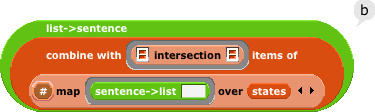 b
list->sentence
combine with intersection items of
# map sentence->list over states